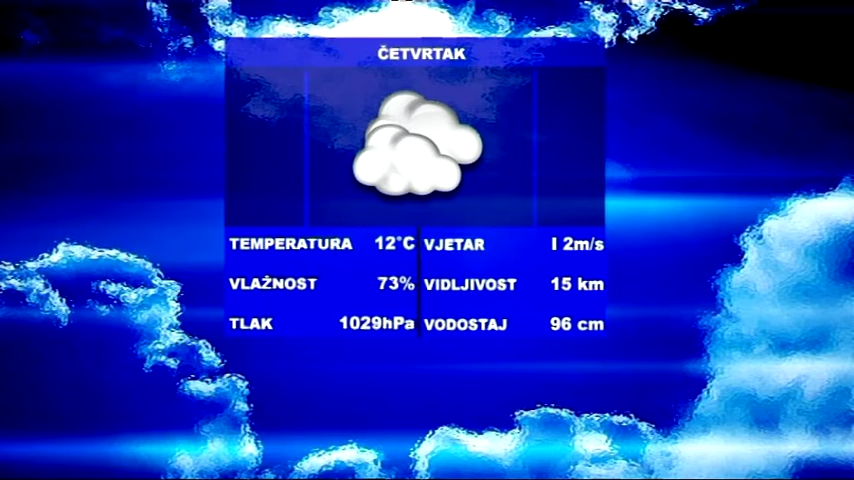 ČETVRTAK
TEMPERATURA 12°C VJETAR I 2m/s
VLAŽNOST 73% VIDLJIVOST 15 km
TLAK 1029hPa VODOSTAJ 96 cm